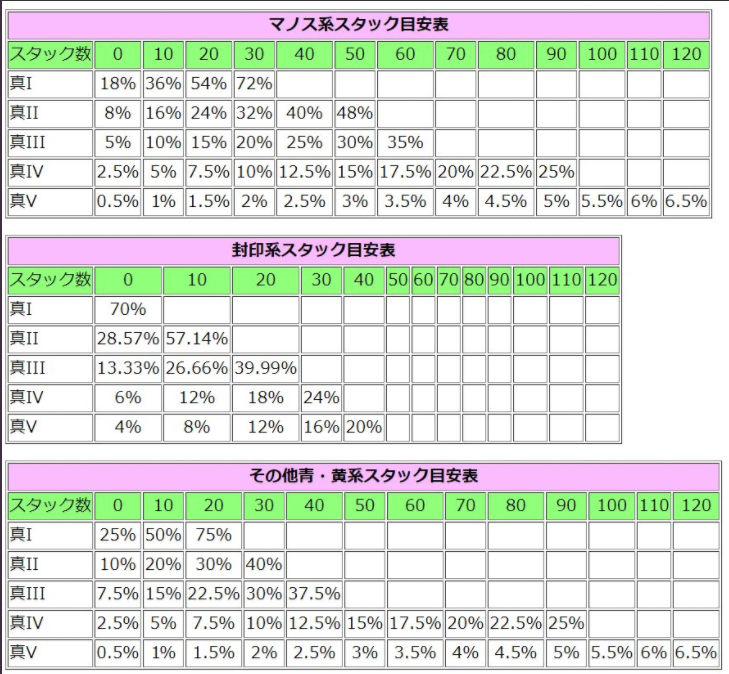 マノス系スタック目安表
スタック数 0 10 20 30 40 50 60 70 80 90 100 110 120
真I 18% 36% 54% 72%
真II 8% 16% 24% 32% 40% 48%
真III 5% 10% 15% 20% 25% 30% 35%
真IV 2.5% 5% 7.5% 10% 12.5% 15% 17.5% 20% 22.5% 25%
真V 0.5% 1% 1.5% 2% 2.5% 3% 3.5% 4% 4.5% 5% 5.5% 6% 6.5%
封印系スタック目安表
スタック数 0 10 20 30 40 50 60 70 80 90 100 110 120
真I 70%
真II 28.57% 57.14%
真III 13.33% 26.66% 39.99%
真IV 6% 12% 18% 24%
真V 4% 8% 12% 16% 20%
その他青・黄系スタック目安表
スタック数 0 10 20 30 40 50 60 70 80 90 100 110 120
真I 25% 50% 75%
真II 10% 20% 30% 40%
真III 7.5% 15% 22.5% 30% 37.5%
真IV 2.5% 5% 7.5% 10% 12.5% 15% 17.5% 20% 22.5% 25%
真V 0.5% 1% 1.5% 2% 2.5% 3% 3.5% 4% 4.5% 5% 5.5% 6% 6.5%